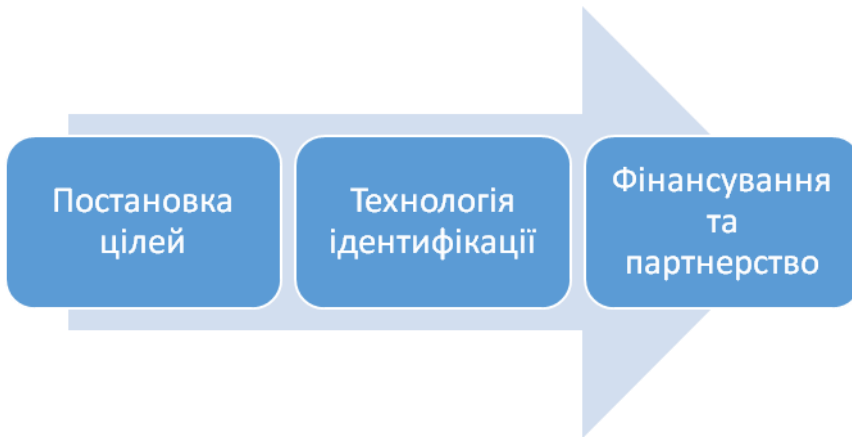 Постановка
цілей
Технологія
ідентифікації
Фінансування
та
партнерство